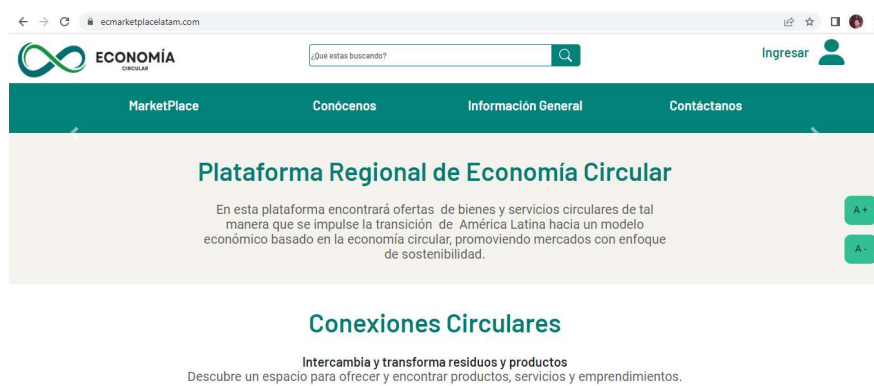 ecmarketplacelatam.com
ECONOMÍA
CIRCULAR
¿Qué estas buscando?
Ingresar
MarketPlace
Conócenos
Información General
Contáctanos
Plataforma Regional de Economía Circular
En esta plataforma encontrará ofertas de bienes y servicios circulares de tal
manera que se impulse la transición de América Latina hacia un modelo
económico basado en la economía circular, promoviendo mercados con enfoque
de sostenibilidad.
A+
A-
Conexiones Circulares
Intercambia y transforma residuos y productos
Descubre un espacio para ofrecer y encontrar productos, servicios y emprendimientos.